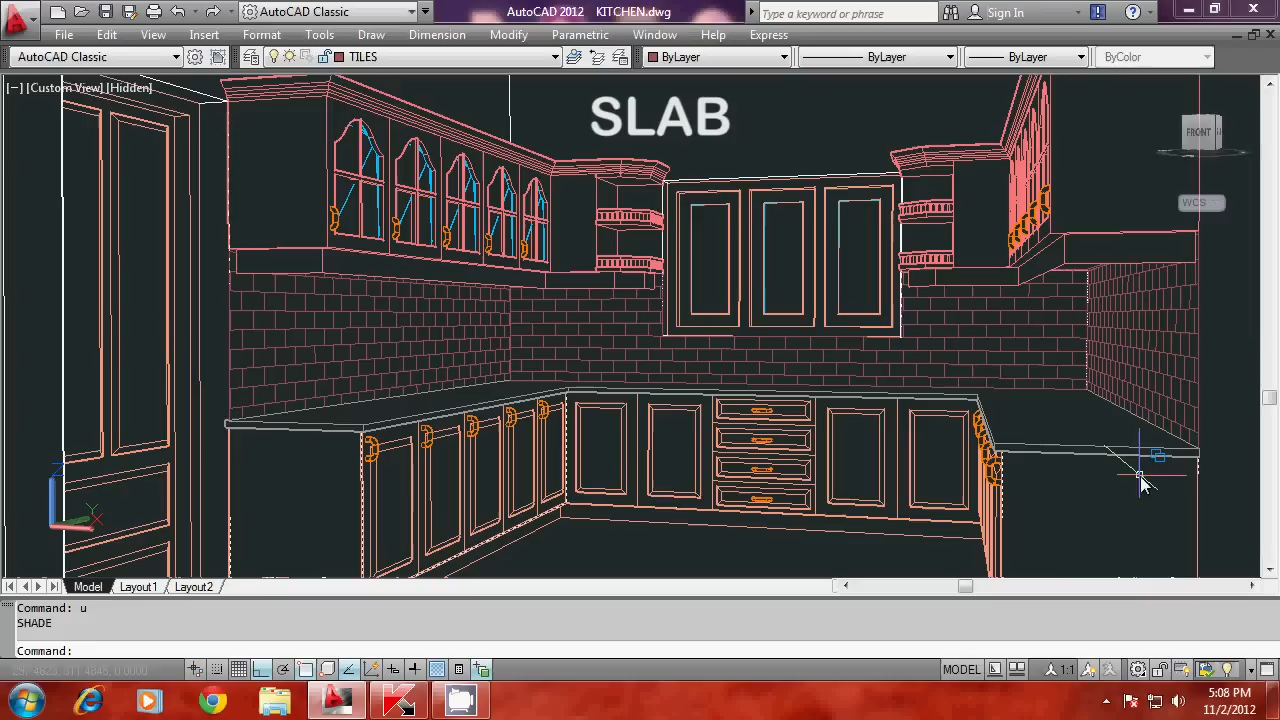 AutoCAD Classic
AutoCAD 2012 KITCHEN.dwg
Type a keyword or phrase
Sign In
File Edit View Insert Format Tools Draw Dimension Modify Parametric Window Help Express
AutoCAD Classic
TILES
ByLayer
ByLayer
ByLayer
ByColor
[−] [Custom View] [Hidden]
SLAB
FRONT
WCS
Z
Y
X
Model Layout1 Layout2
Command: u
SHADE
Command:
MODEL
1:1
5:08 PM
11/2/2012